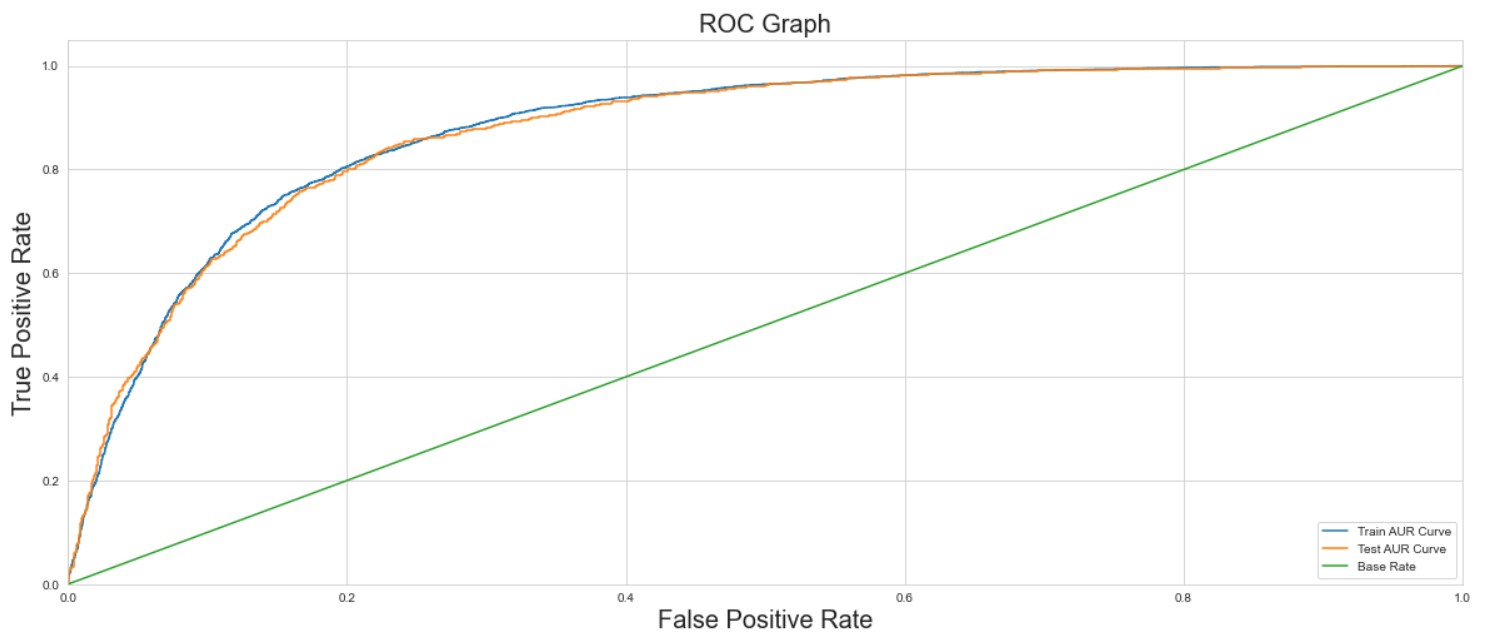 ROC Graph
True Positive Rate
1.0
0.8
0.6
0.4
0.2
0.0
Train AUR Curve
Test AUR Curve
Base Rate
0.0 0.2 0.4 0.6 0.8 1.0
False Positive Rate